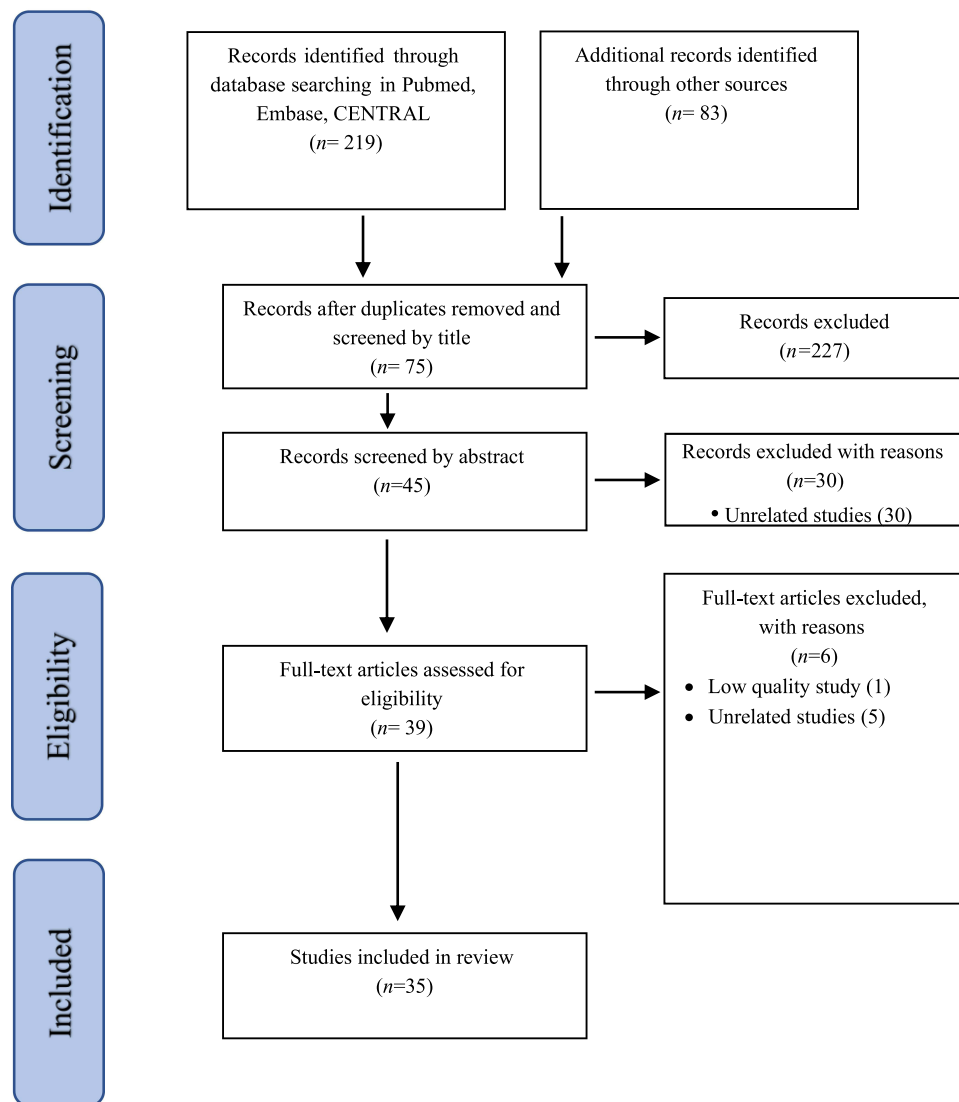 Identification
Records identified through
database searching in Pubmed,
Embase, CENTRAL
(n= 219)
Additional records identified
through other sources
(n= 83)
Screening
Records after duplicates removed and
screened by title
(n= 75)
Records excluded
(n=227)
Records screened by abstract
(n=45)
Records excluded with reasons
(n=30)
• Unrelated studies (30)
Eligibility
Full-text articles assessed for
eligibility
(n= 39)
Full-text articles excluded,
with reasons
(n=6)
• Low quality study (1)
• Unrelated studies (5)
Included
Studies included in review
(n=35)